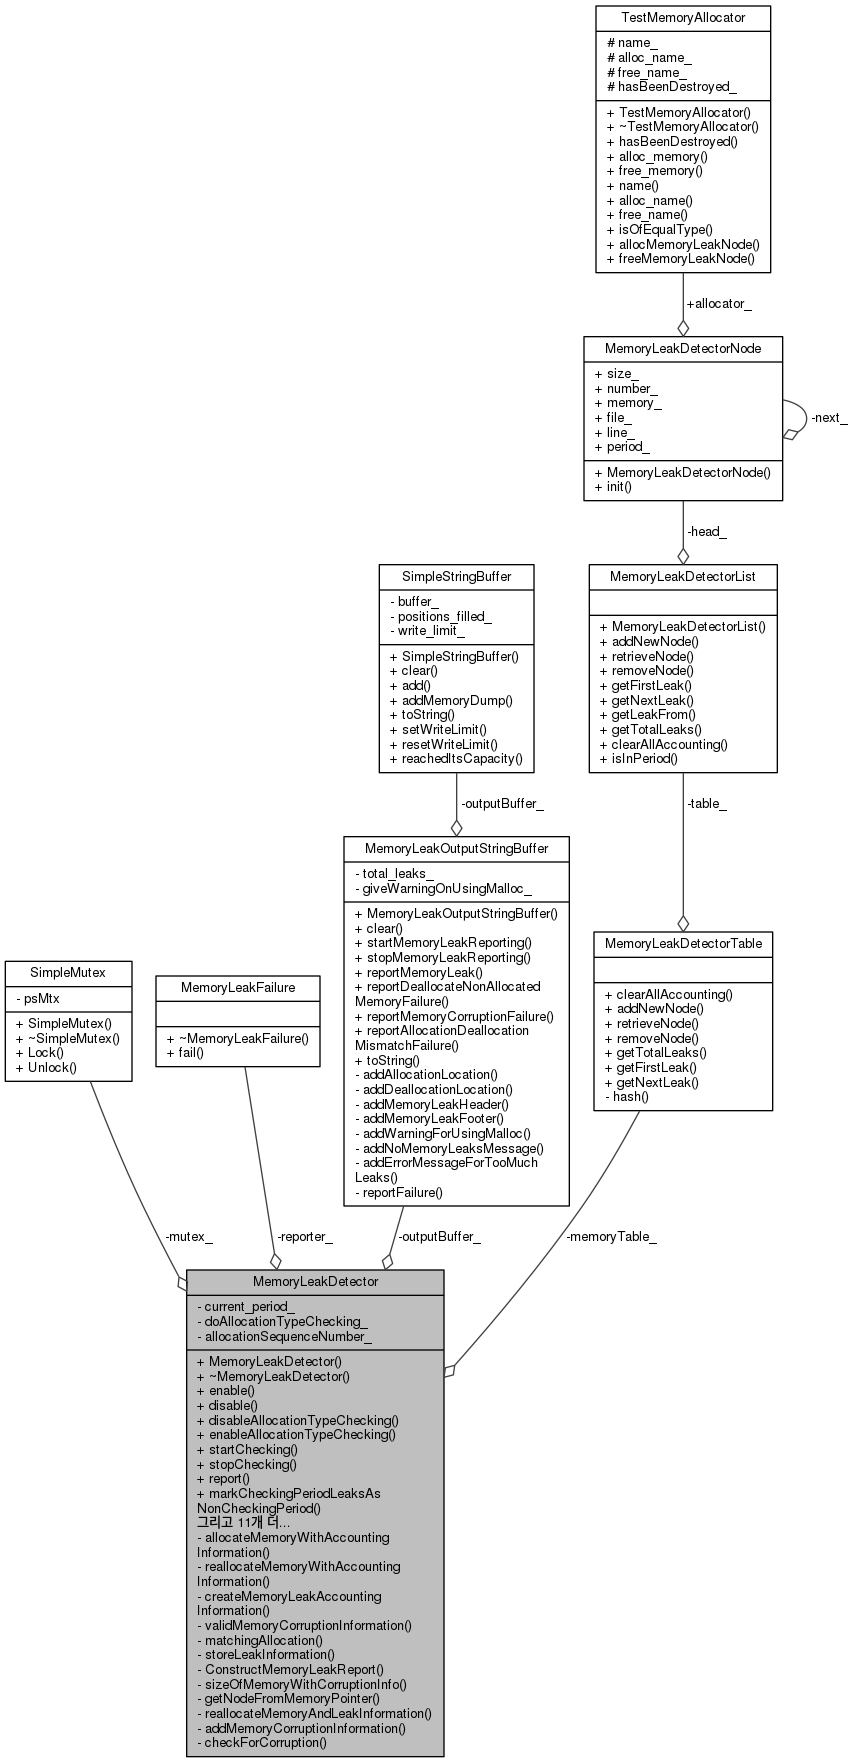 TestMemoryAllocator
# name_
# alloc_name_
# free_name_
# hasBeenDestroyed_
+ TestMemoryAllocator()
+ ~TestMemoryAllocator()
+ hasBeenDestroyed()
+ alloc_memory()
+ free_memory()
+ name()
+ alloc_name()
+ free_name()
+ isOfEqualType()
+ allocMemoryLeakNode()
+ freeMemoryLeakNode()
+allocator_
MemoryLeakDetectorNode
+ size_
+ number_
+ memory_
+ file_
+ line_
+ period_
+ MemoryLeakDetectorNode()
+ init()
-next_
-head_
SimpleStringBuffer
- buffer_
- positions_filled_
- write_limit_
+ SimpleStringBuffer()
+ clear()
+ add()
+ addMemoryDump()
+ toString()
+ setWriteLimit()
+ resetWriteLimit()
+ reachedItsCapacity()
MemoryLeakDetectorList
+ MemoryLeakDetectorList()
+ addNewNode()
+ retrieveNode()
+ removeNode()
+ getFirstLeak()
+ getNextLeak()
+ getLeakFrom()
+ getTotalLeaks()
+ clearAllAccounting()
+ isInPeriod()
-outputBuffer_
-table_
MemoryLeakOutputStringBuffer
- total_leaks_
- giveWarningOnUsingMalloc_
+ MemoryLeakOutputStringBuffer()
+ clear()
+ startMemoryLeakReporting()
+ stopMemoryLeakReporting()
+ reportMemoryLeak()
+ reportDeallocateNonAllocated
MemoryFailure()
+ reportMemoryCorruptionFailure()
+ reportAllocationDeallocation
MismatchFailure()
+ toString()
- addAllocationLocation()
- addDeallocationLocation()
- addMemoryLeakHeader()
- addMemoryLeakFooter()
- addWarningForUsingMalloc()
- addNoMemoryLeaksMessage()
- addErrorMessageForTooMuch
Leaks()
- reportFailure()
MemoryLeakDetectorTable
+ clearAllAccounting()
+ addNewNode()
+ retrieveNode()
+ removeNode()
+ getTotalLeaks()
+ getFirstLeak()
+ getNextLeak()
- hash()
SimpleMutex
- psMtx
+ SimpleMutex()
+ ~SimpleMutex()
+ Lock()
+ Unlock()
MemoryLeakFailure
+ ~MemoryLeakFailure()
+ fail()
-mutex_
-reporter_
-outputBuffer_
-memoryTable_
MemoryLeakDetector
- current_period_
- doAllocationTypeChecking_
- allocationSequenceNumber_
+ MemoryLeakDetector()
+ ~MemoryLeakDetector()
+ enable()
+ disable()
+ disableAllocationTypeChecking()
+ enableAllocationTypeChecking()
+ startChecking()
+ stopChecking()
+ report()
+ markCheckingPeriodLeaksAs
NonCheckingPeriod()
그리고 11개 더...
- allocateMemoryWithAccounting
Information()
- reallocateMemoryWithAccounting
Information()
- createMemoryLeakAccounting
Information()
- validMemoryCorruptionInformation()
- matchingAllocation()
- storeLeakInformation()
- ConstructMemoryLeakReport()
- sizeOfMemoryWithCorruptionInfo()
- getNodeFromMemoryPointer()
- reallocateMemoryAndLeakInformation()
- addMemoryCorruptionInformation()
- checkForCorruption()